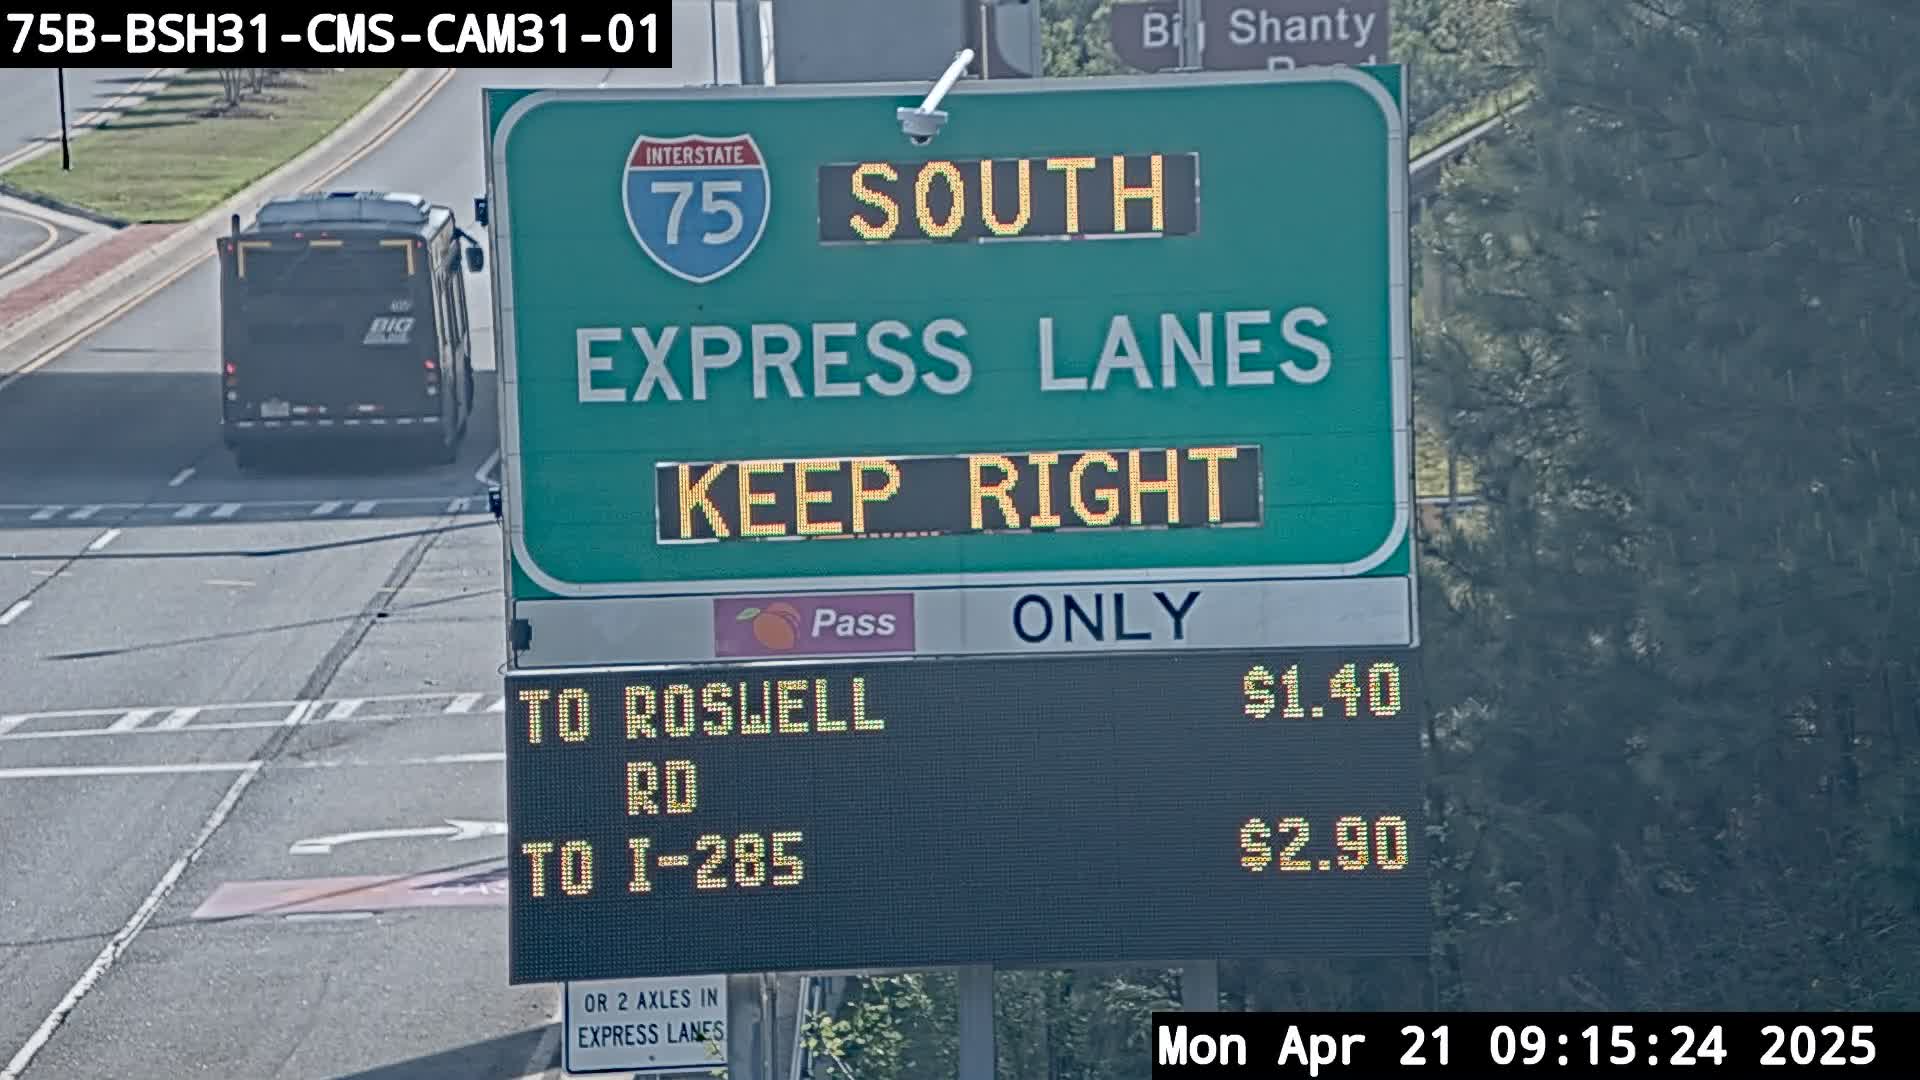 75B-BSH31-CMS-CAM31-01
Big Shanty
Road
INTERSTATE
75
SOUTH
EXPRESS LANES
KEEP RIGHT
Pass
ONLY
TO ROSWELL $1.40
RD
TO I-285 $2.90
BIG
OR 2 AXLES IN
EXPRESS LANES
Mon Apr 21 09:15:24 2025